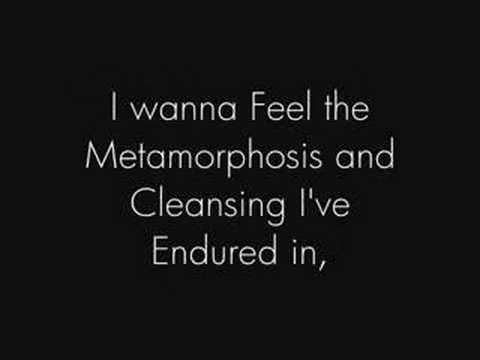 I wanna Feel the
Metamorphosis and
Cleansing I've
Endured in,